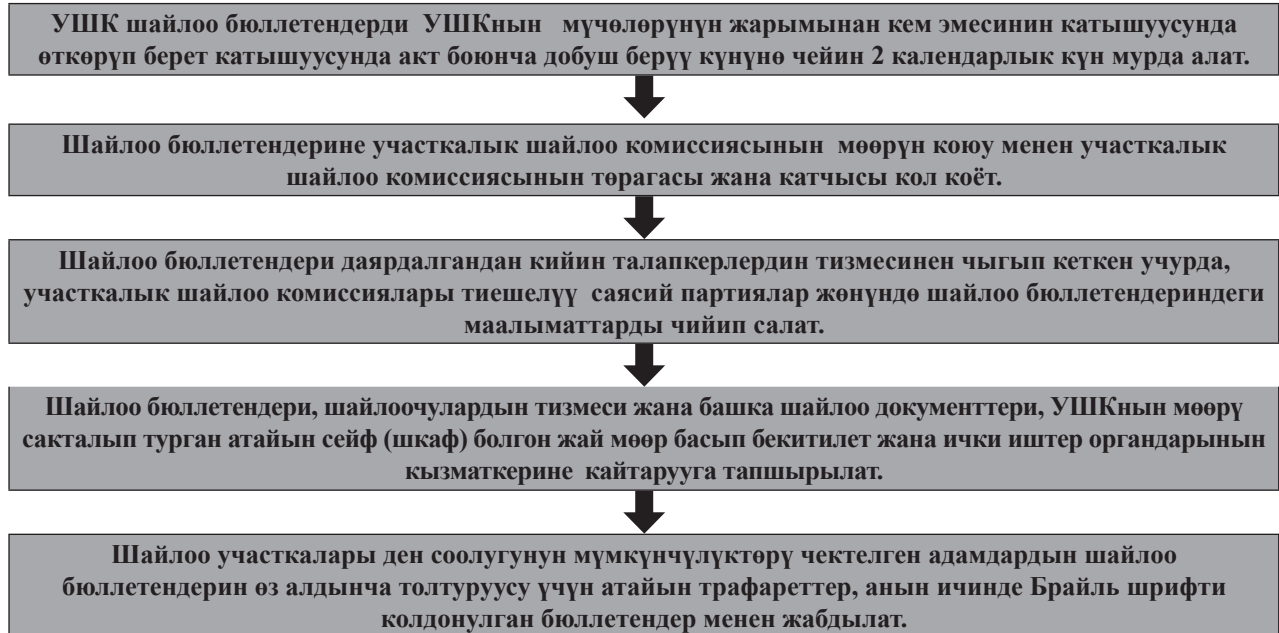 УШК шайлоо бюллетендерди УШКнын мүчөлөрүнүн жарымынан кем эмесинин катышуусунда
өткөрүп берет катышуусунда акт боюнча добуш берүү күнүнө чейин 2 календарлык күн мурда алат.
Шайлоо бюллетендерине участкалык шайлоо комиссиясынын мөөрүн коюу менен участкалык
шайлоо комиссиясынын төрагасы жана катчысы кол коёт.
Шайлоо бюллетендери даярдалгандан кийин талапкерлердин тизмесинен чыгып кеткен учурда,
участкалык шайлоо комиссиялары тиешелүү саясий партиялар жөнүндө шайлоо бюллетендериндеги
маалыматтарды чийип салат.
Шайлоо бюллетендери, шайлоочулардын тизмеси жана башка шайлоо документтери, УШКнын мөөрү
сакталып турган атайын сейф (шкаф) болгон жай мөөр басып бекитилет жана ички иштер органдарынын
кызматкерине кайтарууга тапшырылат.
Шайлоо участкалары ден соолугунун мүмкүнчүлүктөрү чектелген адамдардын шайлоо
бюллетендерин өз алдынча толтуруусу үчүн атайын трафареттер, анын ичинде Брайль шрифти
колдонулган бюллетендер менен жабдылат.